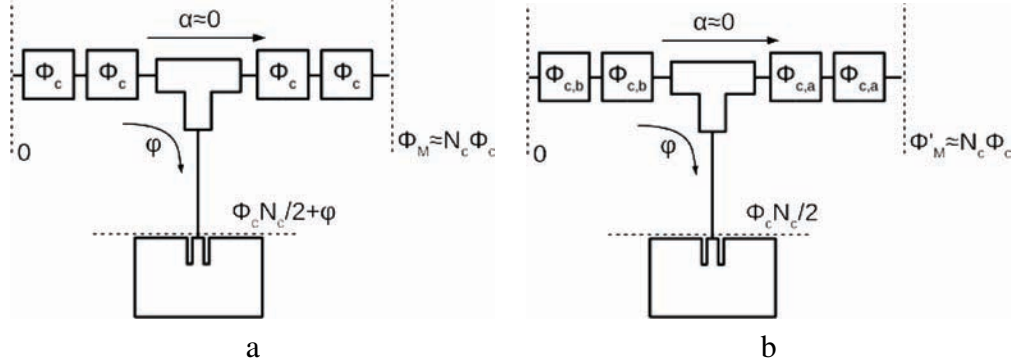 α≈0
Φc Φc Φc Φc
0
φ
ΦM≈NcΦc
ΦcNc/2+φ
a
α≈0
Φc,b Φc,b Φc,a Φc,a
0
φ
Φ'M≈NcΦc
ΦcNc/2
b